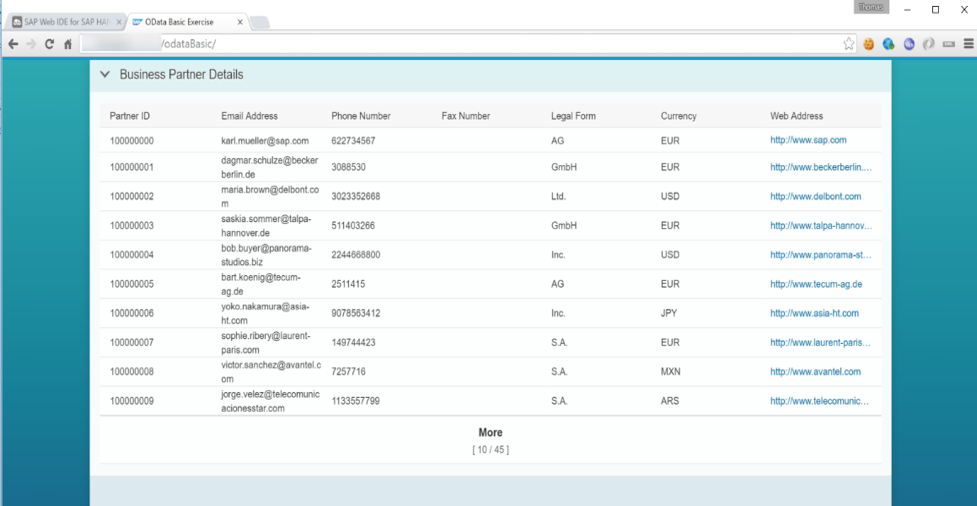 Thomas
SAP Web IDE for SAP HAN
OData Basic Exercise
/odataBasic/
Business Partner Details
Partner ID Email Address Phone Number Fax Number Legal Form Currency Web Address
100000000 karl.mueller@sap.com 622734567 AG EUR http://www.sap.com
100000001 dagmar.schulze@becker
berlin.de 3088530 GmbH EUR http://www.beckerberlin....
100000002 maria.brown@delbont.co
m 3023352668 Ltd. USD http://www.delbont.com
100000003 saskia.sommer@talpa-
hannover.de 511403266 GmbH EUR http://www.talpa-hannov...
100000004 bob.buyer@panorama-
studios.biz 2244668800 Inc. USD http://www.panorama-st...
100000005 bart.koenig@tecum-
ag.de 2511415 AG EUR http://www.tecum-ag.de
100000006 yoko.nakamura@asia-
ht.com 9078563412 Inc. JPY http://www.asia-ht.com
100000007 sophie.ribery@laurent-
paris.com 149744423 S.A. EUR http://www.laurent-paris...
100000008 victor.sanchez@avantel.c
om 7257716 S.A. MXN http://www.avantel.com
100000009 jorge.velez@telecomunic
acionesstar.com 1133557799 S.A. ARS http://www.telecomunic...
More
[ 10 / 45 ]